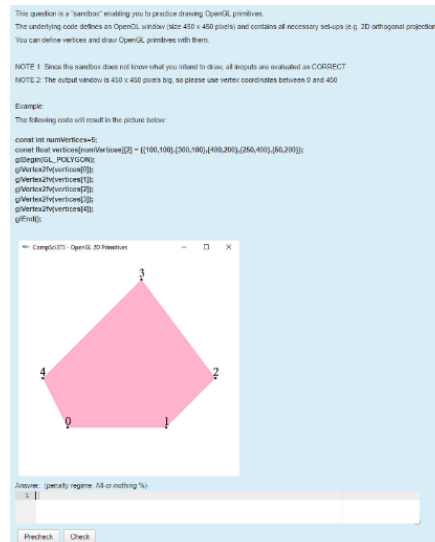 This question is a "sandbox" enabling you to practice drawing OpenGL primitives.
The underlying code defines an OpenGL window (size 450 x 450 pixels) and contains all necessary set-ups (e.g. 2D orthogonal projection
You can define vertices and draw OpenGL primitives with them.
NOTE 1: Since the sandbox does not know what you intend to draw, all inputs are evaluated as CORRECT
NOTE 2: The output window is 450 x 450 pixels big, so please use vertex coordinates between 0 and 450
Example:
The following code will result in the picture below:
const int numVertices=5;
const float vertices[numVertices][2] = {{100,100},{300,100},{400,200},{250,400},{50,200}};
glBegin(GL_POLYGON);
glVertex2fv(vertices[0]);
glVertex2fv(vertices[1]);
glVertex2fv(vertices[2]);
glVertex2fv(vertices[3]);
glVertex2fv(vertices[4]);
glEnd();
CompSci373 - OpenGL 2D Primitives
3
4
2
0
1
Answer: (penalty regime: All-or-nothing %)
1
Precheck Check